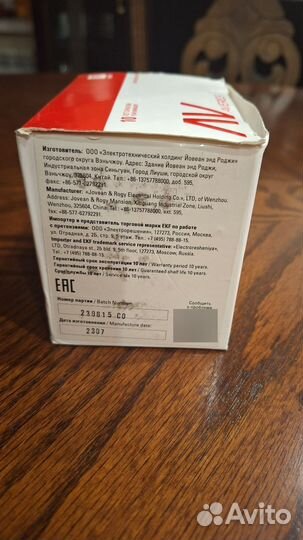 Изготовитель: ООО «Электротехнический холдинг Йовеан энд Роджи»
городского округа Вэньчжоу. Адрес: Здание Йовеан энд Роджи,
Индустриальная зона Синьгуан, Город Лиуши, городской округ
Вэньчжоу, 325604, Китай. Тел.: +86-13757788000, доб. 595,
факс: +86-577-62792291.
Manufacturer: «Jovean & Rogy Electrical Holding Co.», of Wenzhou.
Address: Jovean & Rogy Mansion, Xinguang Industrial Zone, Liushi,
Wenzhou, 325604, China. Tel.: +86-13757788000, ext. 595,
Fax: +86-577-62792291.
Импортер и представитель торговой марки EKF по работе
с претензиями: ООО «Электрорешения», 127273, Россия, Москва,
ул. Отрадная, д. 2Б, стр. 9, 5 этаж. Тел.: +7 (495) 788-88-15.
Importer and EKF trademark service representative «Electroresheniya»,
LTD, Otradnaya st., 2b bld. 9, 5th floor, 127273, Moscow, Russia.
Tel.: +7 (495) 788-88-15.
Гарантийный срок эксплуатации 10 лет / Warranty period 10 years.
Гарантийный срок хранения 10 лет / Guaranteed shelf life 10 years.
Срок службы 10 лет / Service life 10 years.
EAC
Номер партии / Batch Number:
239815 CO
Дата изготовления / Manufacture date:
2307
Сообщить
о проблеме
AV
Avito